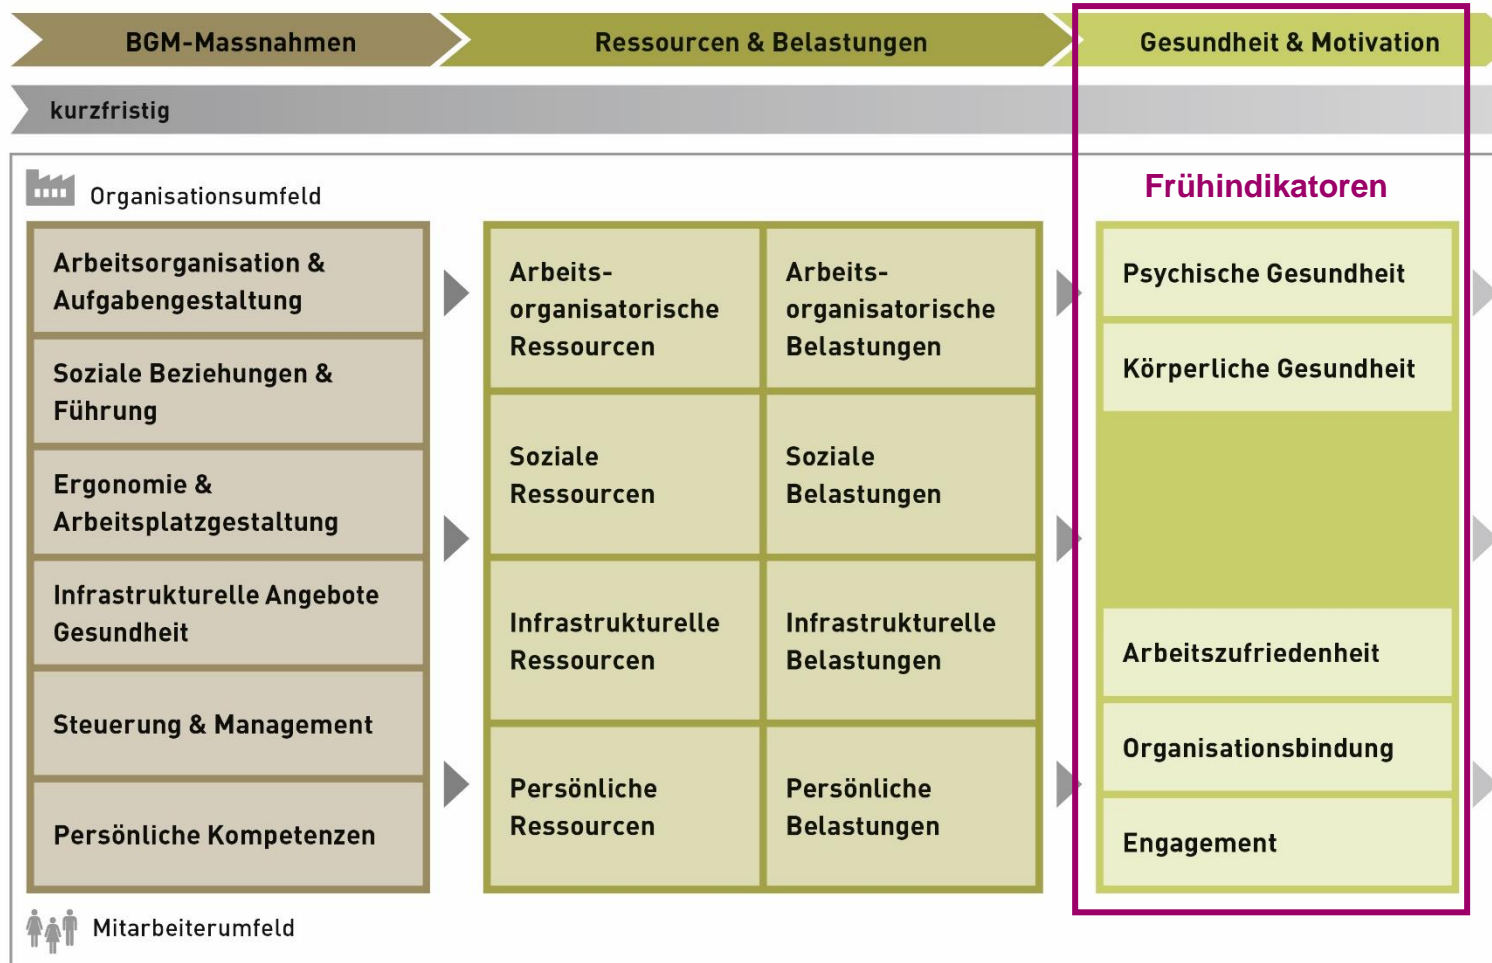 BGM-Massnahmen
Ressourcen & Belastungen
Gesundheit & Motivation
kurzfristig
Organisationsumfeld
Frühindikatoren
Arbeitsorganisation &
Aufgabengestaltung
Soziale Beziehungen &
Führung
Ergonomie &
Arbeitsplatzgestaltung
Infrastrukturelle Angebote
Gesundheit
Steuerung & Management
Persönliche Kompetenzen
Arbeits-
organisatorische
Ressourcen
Arbeits-
organisatorische
Belastungen
Soziale
Ressourcen
Soziale
Belastungen
Infrastrukturelle
Ressourcen
Infrastrukturelle
Belastungen
Persönliche
Ressourcen
Persönliche
Belastungen
Psychische Gesundheit
Körperliche Gesundheit
Arbeitszufriedenheit
Organisationsbindung
Engagement
Mitarbeiterumfeld